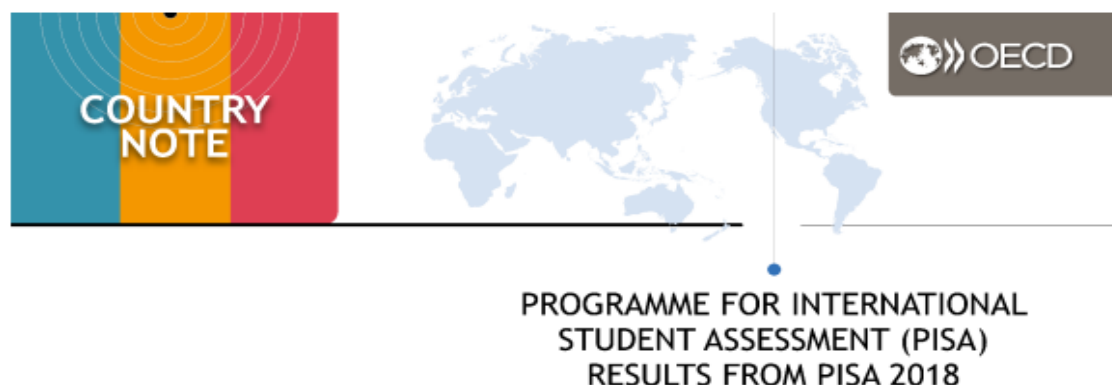 COUNTRY
NOTE
OECD
PROGRAMME FOR INTERNATIONAL
STUDENT ASSESSMENT (PISA)
RESULTS FROM PISA 2018